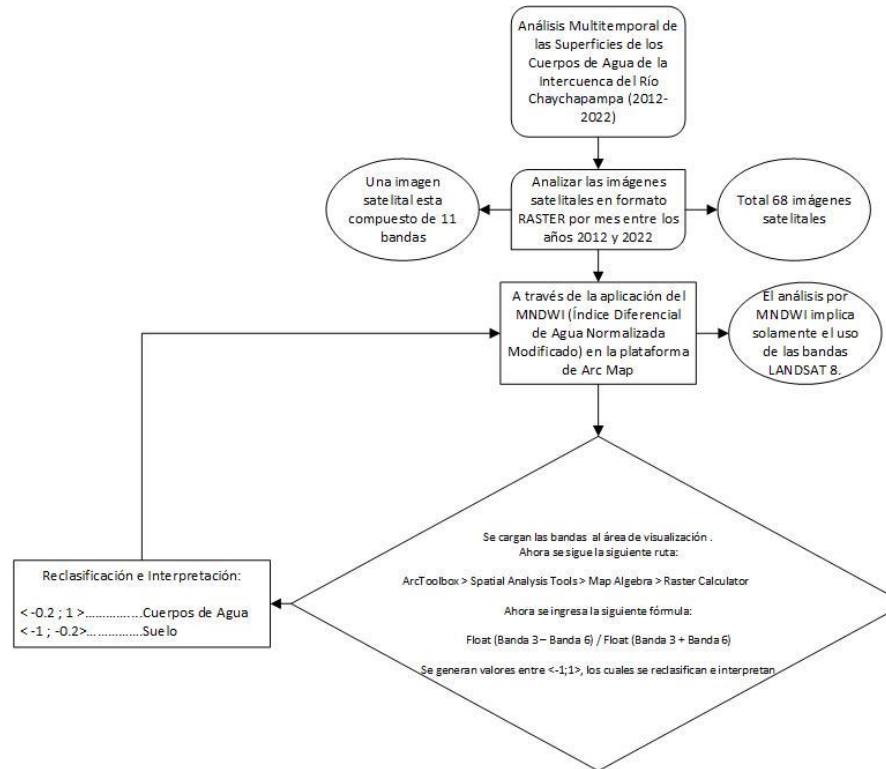 Análisis Multitemporal de
las Superficies de los
Cuerpos de Agua de la
Intercuenca del Río
Chaychapampa (2012-
2022)
Una imagen
satelital esta
compuesto de 11
bandas
Analizar las imágenes
satelitales en formato
RASTER por mes entre los
años 2012 y 2022
Total 68 imágenes
satelitales
A través de la aplicación del
MNDWI (Índice Diferencial
de Agua Normalizada
Modificado) en la plataforma
de Arc Map
El análisis por
MNDWI implica
solamente el uso
de las bandas
LANDSAT 8.
Se cargan las bandas al área de visualización .
Ahora se sigue la siguiente ruta:
ArcToolbox > Spatial Analysis Tools > Map Algebra > Raster Calculator
Ahora se ingresa la siguiente fórmula:
Float (Banda 3 – Banda 6) / Float (Banda 3 + Banda 6)
Se generan valores entre <-1;1>, los cuales se reclasifican e interpretan
Reclasificación e Interpretación:
< -0.2 ; 1 >...............Cuerpos de Agua
< -1 ; -0.2>...............Suelo